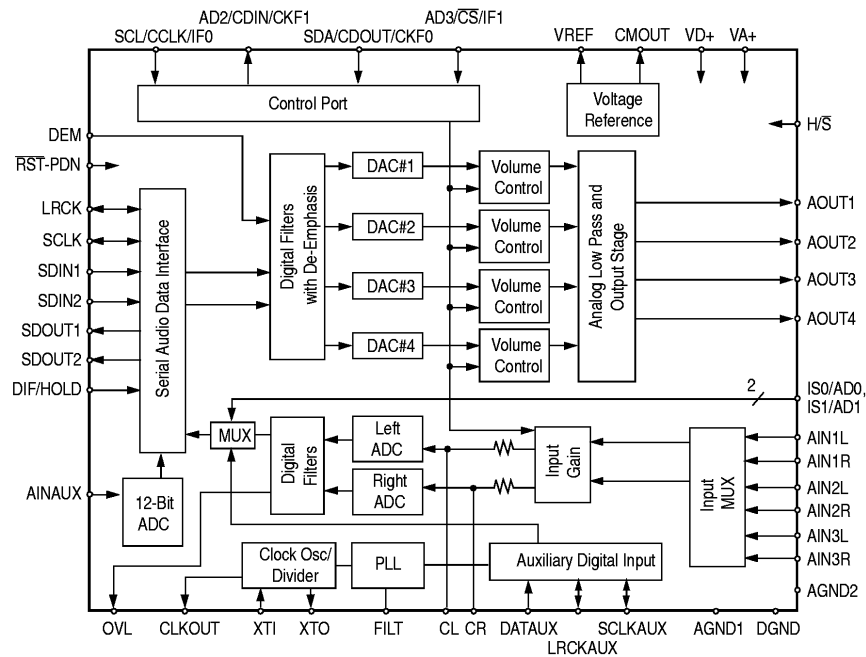 AD2/CDIN/CKF1
AD3/C̅S̅/IF1
SCL/CCLK/IF0
SDA/CDOUT/CKF0
VREF
CMOUT
VD+
VA+
Control Port
Voltage
Reference
H/S̅
DEM
R̅S̅T̅-PDN
LRCK
SCLK
SDIN1
SDIN2
SDOUT1
SDOUT2
DIF/HOLD
Serial Audio Data Interface
Digital Filters
with De-Emphasis
DAC#1
DAC#2
DAC#3
DAC#4
Volume
Control
Volume
Control
Volume
Control
Volume
Control
Analog Low Pass and
Output Stage
AOUT1
AOUT2
AOUT3
AOUT4
2
IS0/AD0,
IS1/AD1
MUX
Digital
Filters
Left
ADC
Right
ADC
Input
Gain
Input
MUX
AIN1L
AIN1R
AIN2L
AIN2R
AIN3L
AIN3R
AINAUX
12-Bit
ADC
Clock Osc/
Divider
PLL
Auxiliary Digital Input
AGND2
OVL
CLKOUT
XTI
XTO
FILT
CL
CR
DATAUX
LRCKAUX
SCLKAUX
AGND1
DGND